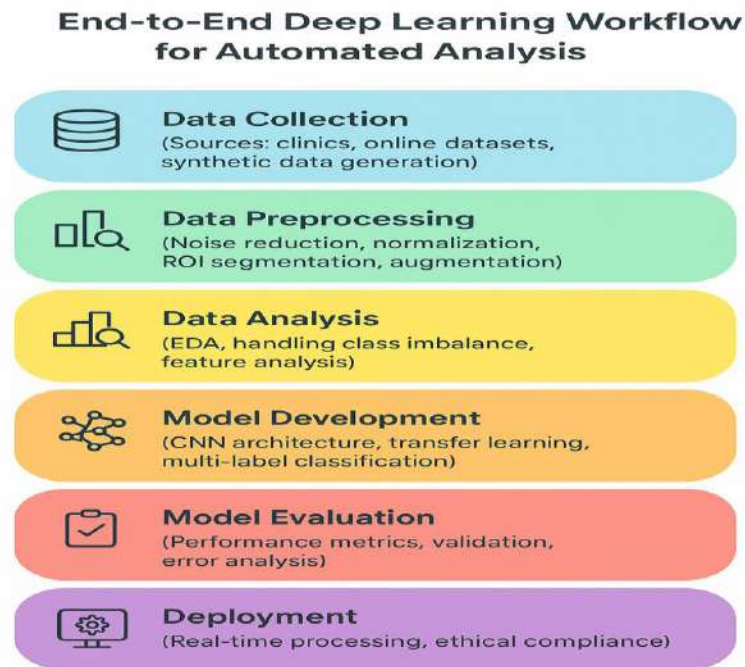 End-to-End Deep Learning Workflow
for Automated Analysis
Data Collection
(Sources: clinics, online datasets,
synthetic data generation)
Data Preprocessing
(Noise reduction, normalization,
ROI segmentation, augmentation)
Data Analysis
(EDA, handling class imbalance,
feature analysis)
Model Development
(CNN architecture, transfer learning,
multi-label classification)
Model Evaluation
(Performance metrics, validation,
error analysis)
Deployment
(Real-time processing, ethical compliance)